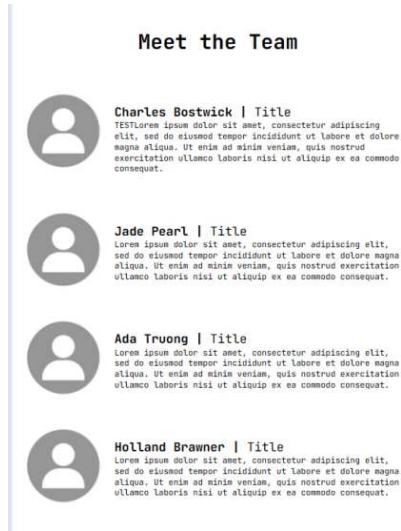 Meet the Team
Charles Bostwick | Title
TESTLorem ipsum dolor sit amet, consectetur adipiscing
elit, sed do eiusmod tempor incididunt ut labore et dolore
magna aliqua. Ut enim ad minim veniam, quis nostrud
exercitation ullamco laboris nisi ut aliquip ex ea commodo
consequat.
Jade Pearl | Title
Lorem ipsum dolor sit amet, consectetur adipiscing elit,
sed do eiusmod tempor incididunt ut labore et dolore magna
aliqua. Ut enim ad minim veniam, quis nostrud exercitation
ullamco laboris nisi ut aliquip ex ea commodo consequat.
Ada Truong | Title
Lorem ipsum dolor sit amet, consectetur adipiscing elit,
sed do eiusmod tempor incididunt ut labore et dolore magna
aliqua. Ut enim ad minim veniam, quis nostrud exercitation
ullamco laboris nisi ut aliquip ex ea commodo consequat.
Holland Brawner | Title
Lorem ipsum dolor sit amet, consectetur adipiscing elit,
sed do eiusmod tempor incididunt ut labore et dolore magna
aliqua. Ut enim ad minim veniam, quis nostrud exercitation
ullamco laboris nisi ut aliquip ex ea commodo consequat.